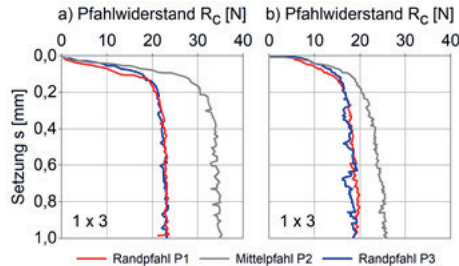 a) Pfahlwiderstand R_C [N]
b) Pfahlwiderstand R_C [N]
0 10 20 30 40
0 10 20 30 40
0,0
0,2
0,4
0,6
0,8
1,0
Setzung s [mm]
1 x 3
1 x 3
Randpfahl P1 Mittelpfahl P2 Randpfahl P3